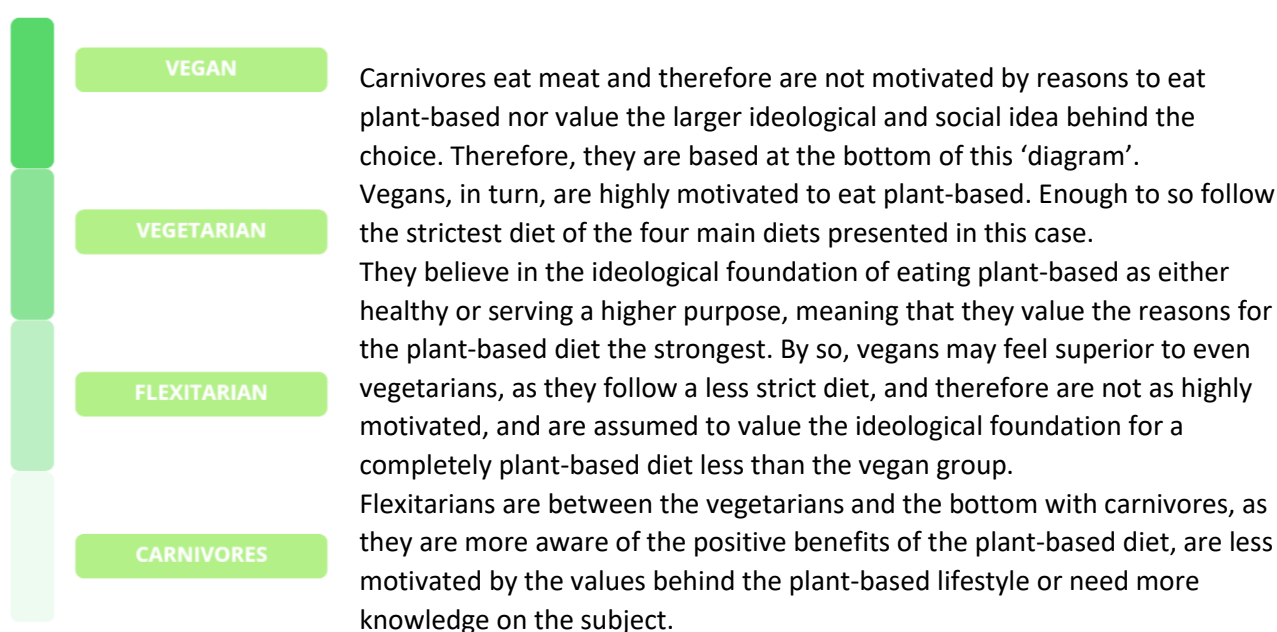 VEGAN
VEGETARIAN
FLEXITARIAN
CARNIVORES
Carnivores eat meat and therefore are not motivated by reasons to eat
plant-based nor value the larger ideological and social idea behind the
choice. Therefore, they are based at the bottom of this ‘diagram’.
Vegans, in turn, are highly motivated to eat plant-based. Enough to so follow
the strictest diet of the four main diets presented in this case.
They believe in the ideological foundation of eating plant-based as either
healthy or serving a higher purpose, meaning that they value the reasons for
the plant-based diet the strongest. By so, vegans may feel superior to even
vegetarians, as they follow a less strict diet, and therefore are not as highly
motivated, and are assumed to value the ideological foundation for a
completely plant-based diet less than the vegan group.
Flexitarians are between the vegetarians and the bottom with carnivores, as
they are more aware of the positive benefits of the plant-based diet, are less
motivated by the values behind the plant-based lifestyle or need more
knowledge on the subject.